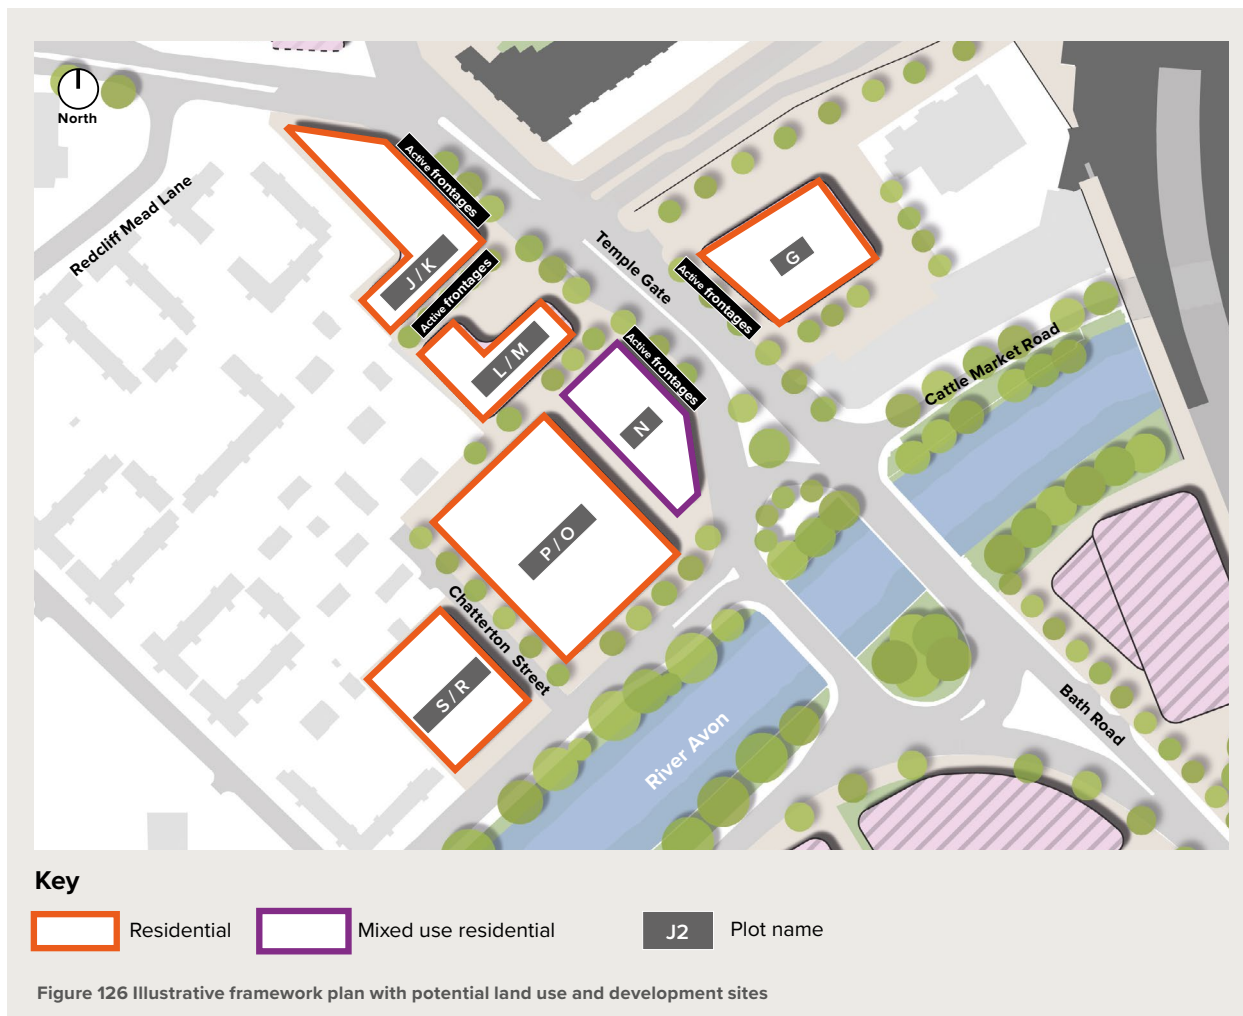 North
Redcliff Mead Lane
Active frontages
J / K
Active frontages
Temple Gate
G
Active frontages
L / M
Active frontages
N
Cattle Market Road
P / O
Chatterton Street
S / R
River Avon
Bath Road
Key
Residential
Mixed use residential
J2
Plot name
Figure 126 Illustrative framework plan with potential land use and development sites